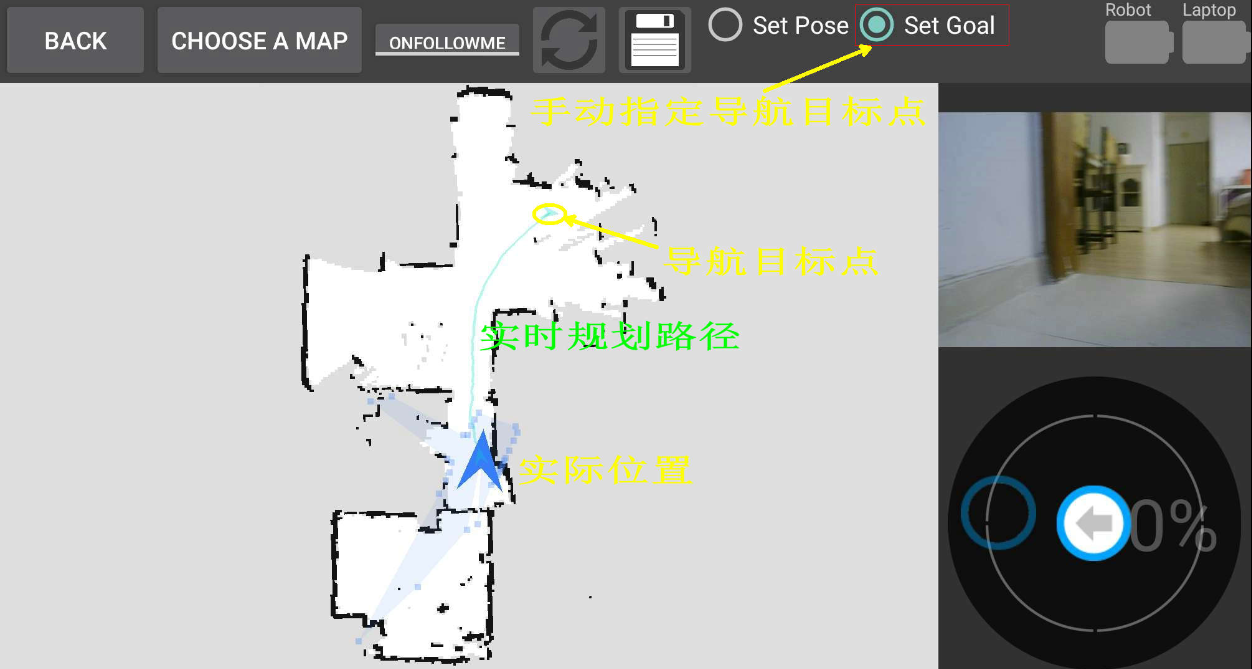 BACK
CHOOSE A MAP
ONFOLLOWME
Set Pose
Set Goal
Robot
Laptop
手动指定导航目标点
导航目标点
实时规划路径
实际位置
0%